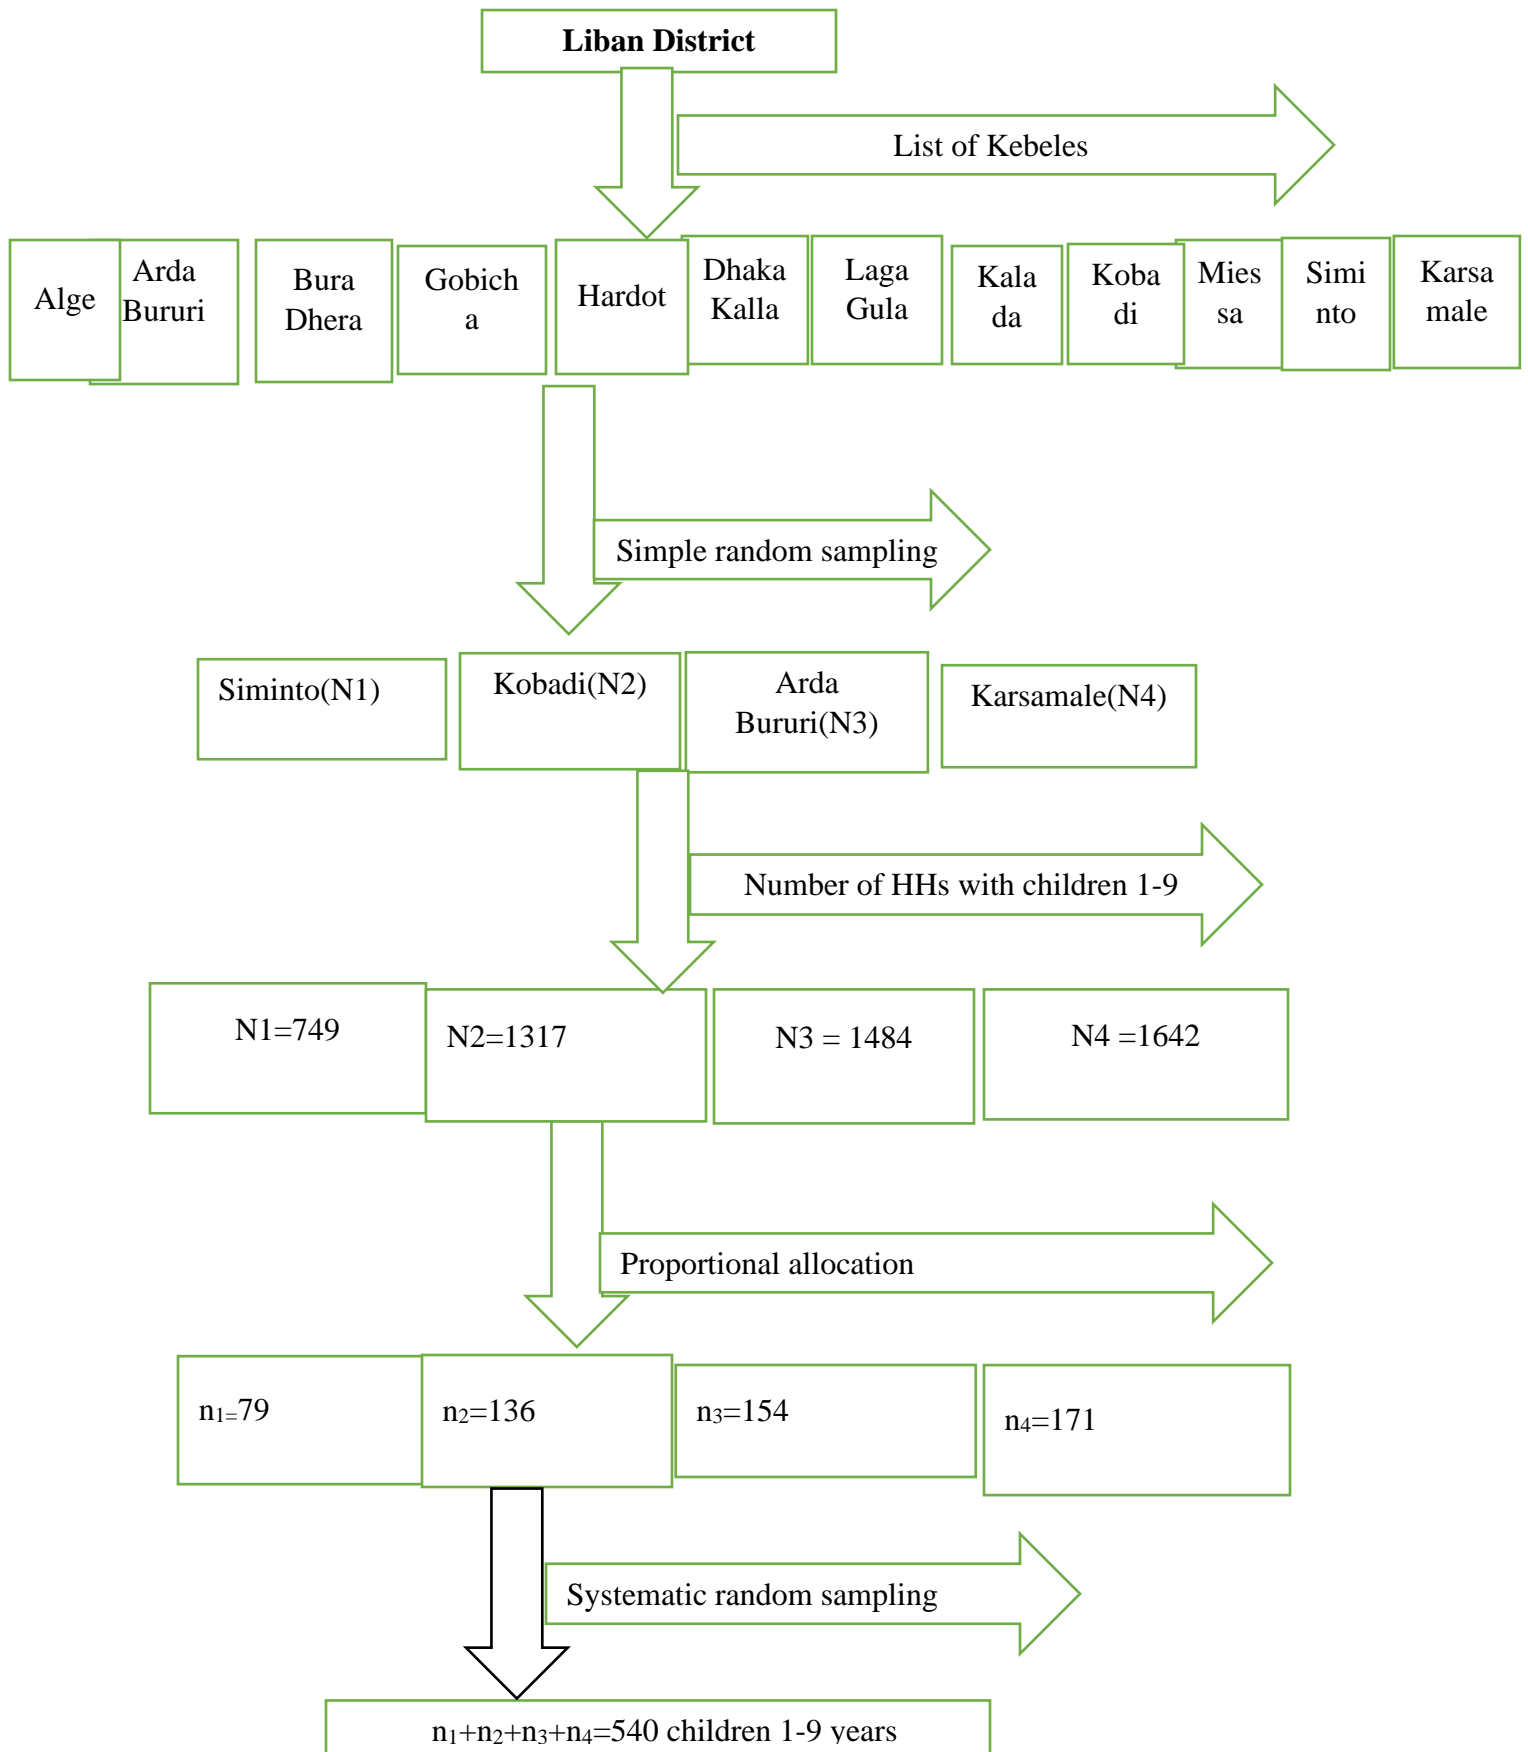 Liban District
List of Kebeles
Alge
Arda
Bururi
Bura
Dhera
Gobich
a
Hardot
Dhaka
Kalla
Laga
Gula
Kala
da
Koba
di
Mies
sa
Simi
nto
Karsa
male
Simple random sampling
Siminto(N1)
Kobadi(N2)
Arda
Bururi(N3)
Karsamale(N4)
Number of HHs with children 1-9
N1=749
N2=1317
N3 = 1484
N4 =1642
Proportional allocation
n₁₌79
n₂=136
n₃=154
n₄=171
Systematic random sampling
n₁+n₂+n₃+n₄=540 children 1-9 years